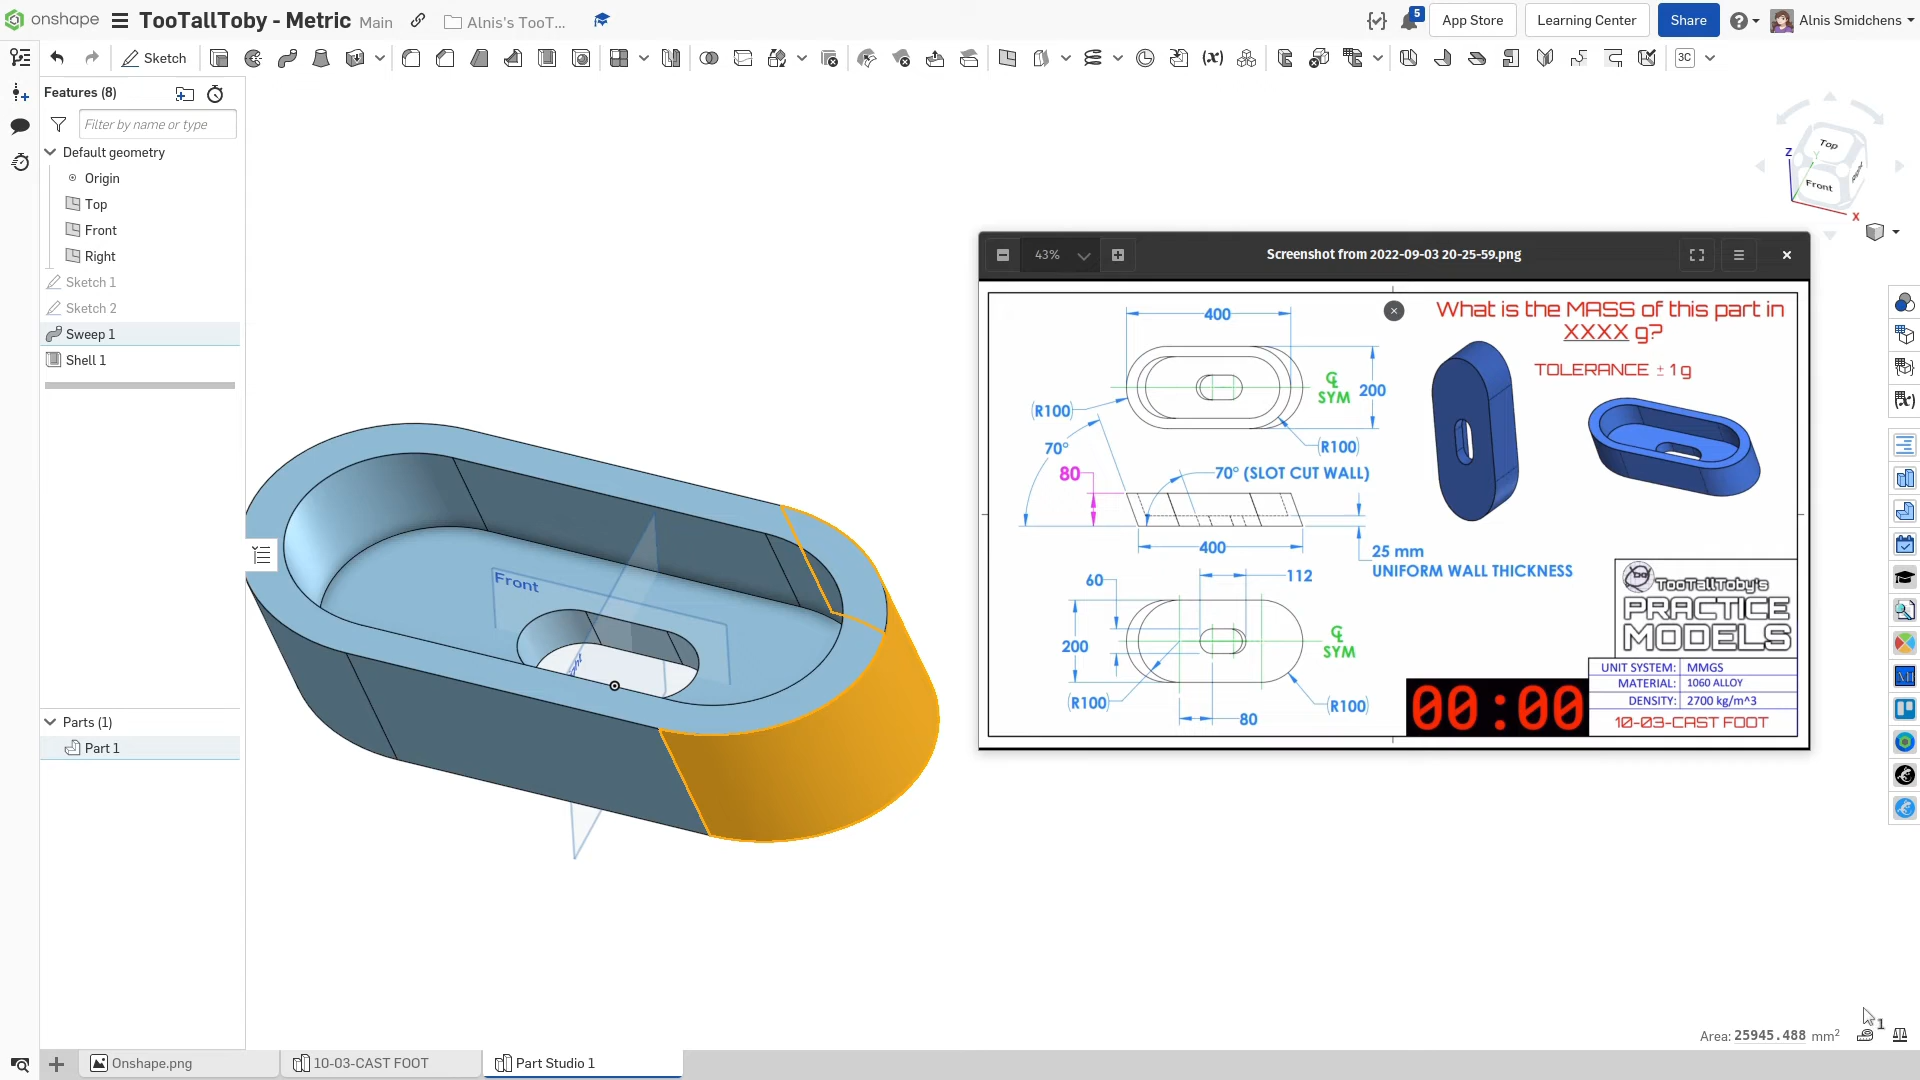 onshape TooTallToby - Metric Main Alnis's TooT... 5 App Store Learning Center Share Alnis Smidchens
Sketch 3C
Features (8)
Filter by name or type
Default geometry
Origin
Top
Front
Right
Sketch 1
Sketch 2
Sweep 1
Shell 1
Parts (1)
Part 1
Front
Top
Front
Z
Y
X
43% Screenshot from 2022-09-03 20-25-59.png
What is the MASS of this part in
XXXX g?
TOLERANCE ± 1 g
400
200
℄
SYM
(R100)
(R100)
70°
80
70° (SLOT CUT WALL)
400
25 mm
UNIFORM WALL THICKNESS
60
112
200
℄
SYM
(R100)
(R100)
80
TooTallToby's
PRACTICE
MODELS
UNIT SYSTEM: MMGS
MATERIAL: 1060 ALLOY
DENSITY: 2700 kg/m^3
10-03-CAST FOOT
00:00
Area: 25945.488 mm²
1
Onshape.png 10-03-CAST FOOT Part Studio 1